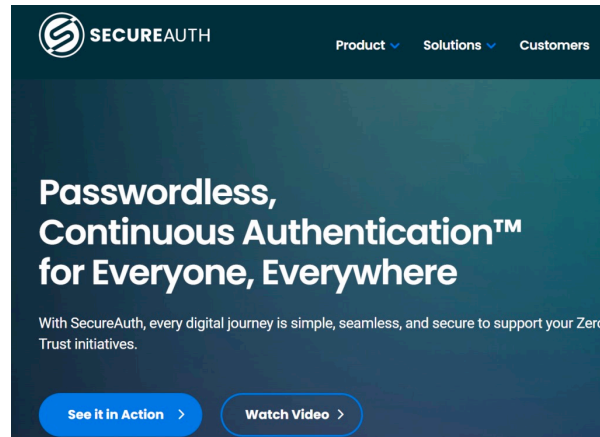 SECUREAUTH
Product Solutions Customers
Passwordless,
Continuous Authentication™
for Everyone, Everywhere
With SecureAuth, every digital journey is simple, seamless, and secure to support your
Trust initiatives.
See it in Action
Watch Video